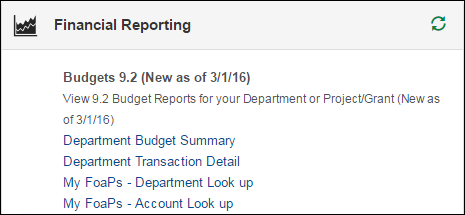 Financial Reporting
Budgets 9.2 (New as of 3/1/16)
View 9.2 Budget Reports for your Department or Project/Grant (New as
of 3/1/16)
Department Budget Summary
Department Transaction Detail
My FoaPs - Department Look up
My FoaPs - Account Look up